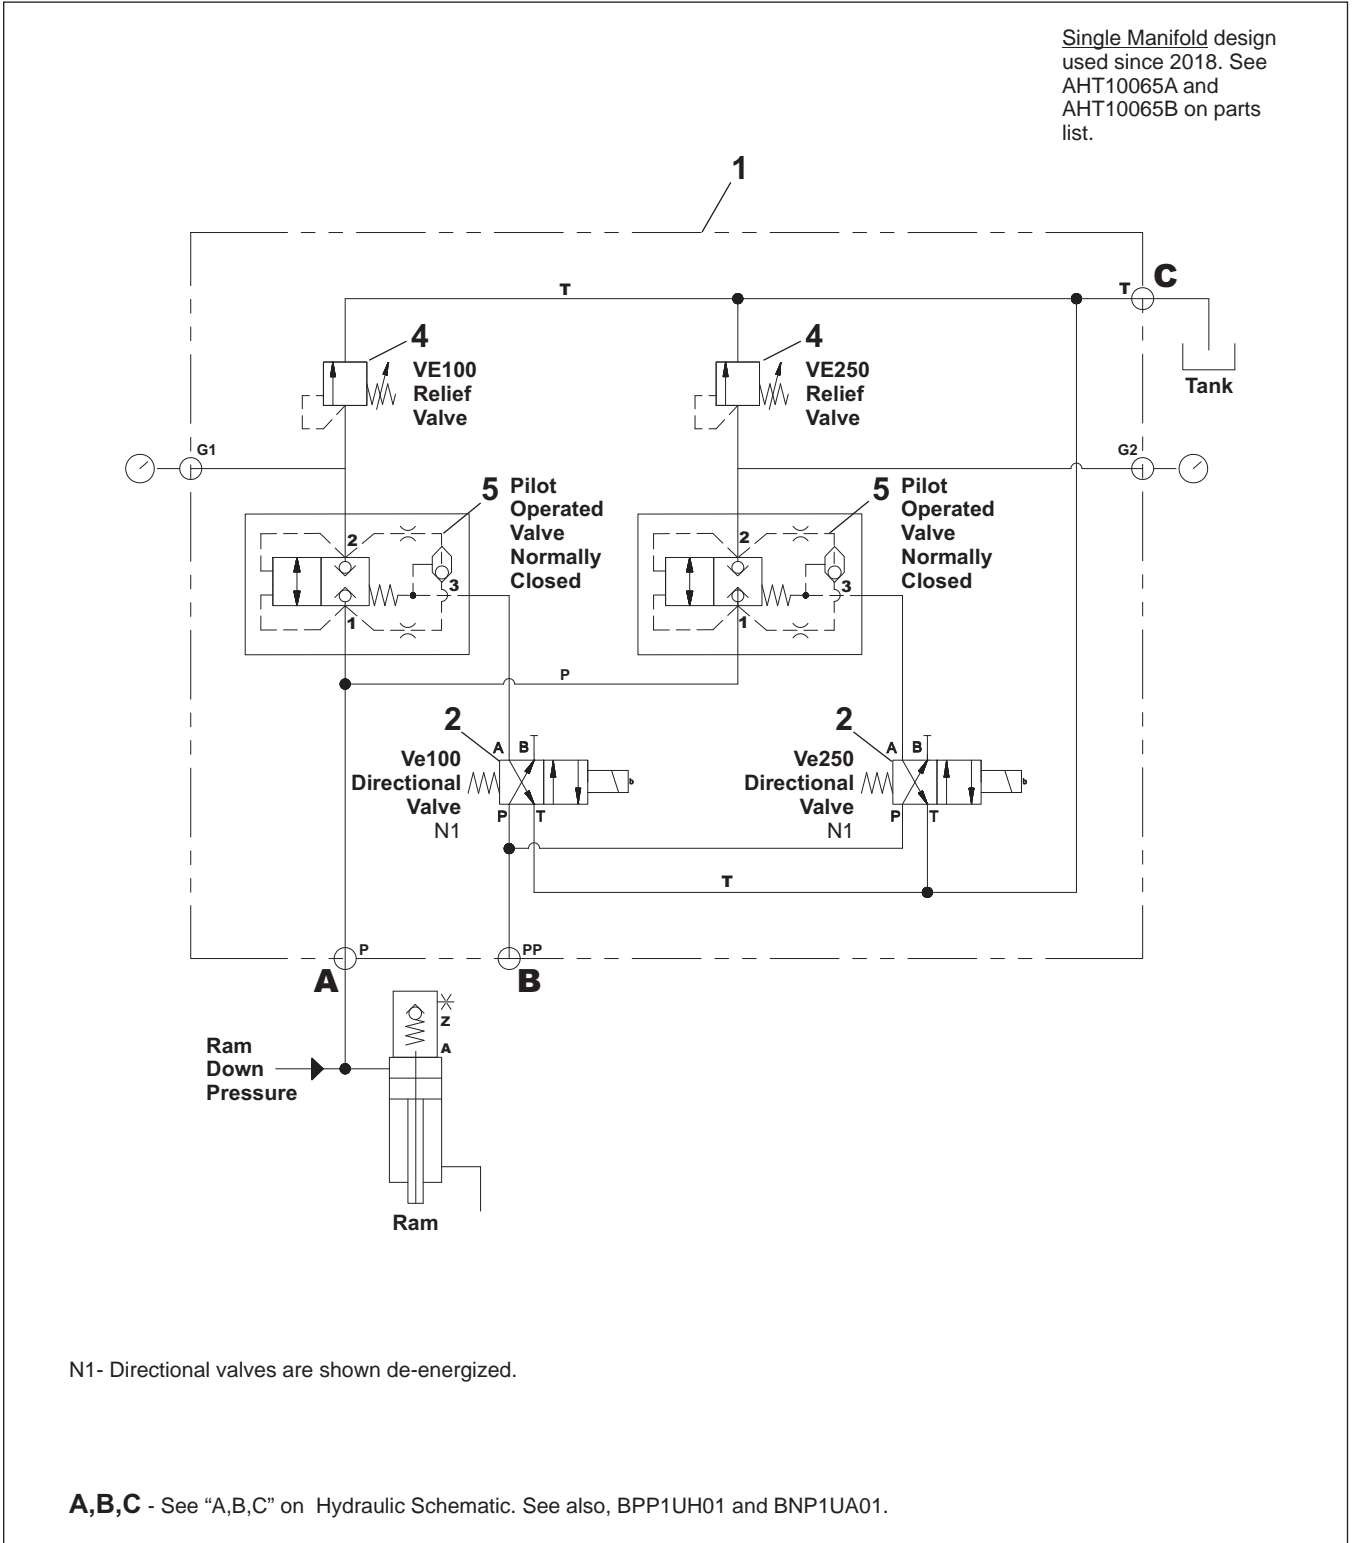 Single Manifold design
used since 2018. See
AHT10065A and
AHT10065B on parts
list.
1
C
T
T
4
VE100
Relief
Valve
4
VE250
Relief
Valve
Tank
G1
G2
5 Pilot
Operated
Valve
Normally
Closed
5 Pilot
Operated
Valve
Normally
Closed
2
3
1
2
3
1
P
2
Ve100
Directional
Valve
N1
A B
P T
b
2
Ve250
Directional
Valve
N1
A B
P T
b
T
P
A
PP
B
Z
A
Ram
Down
Pressure
Ram
N1- Directional valves are shown de-energized.
A,B,C - See “A,B,C” on Hydraulic Schematic. See also, BPP1UH01 and BNP1UA01.